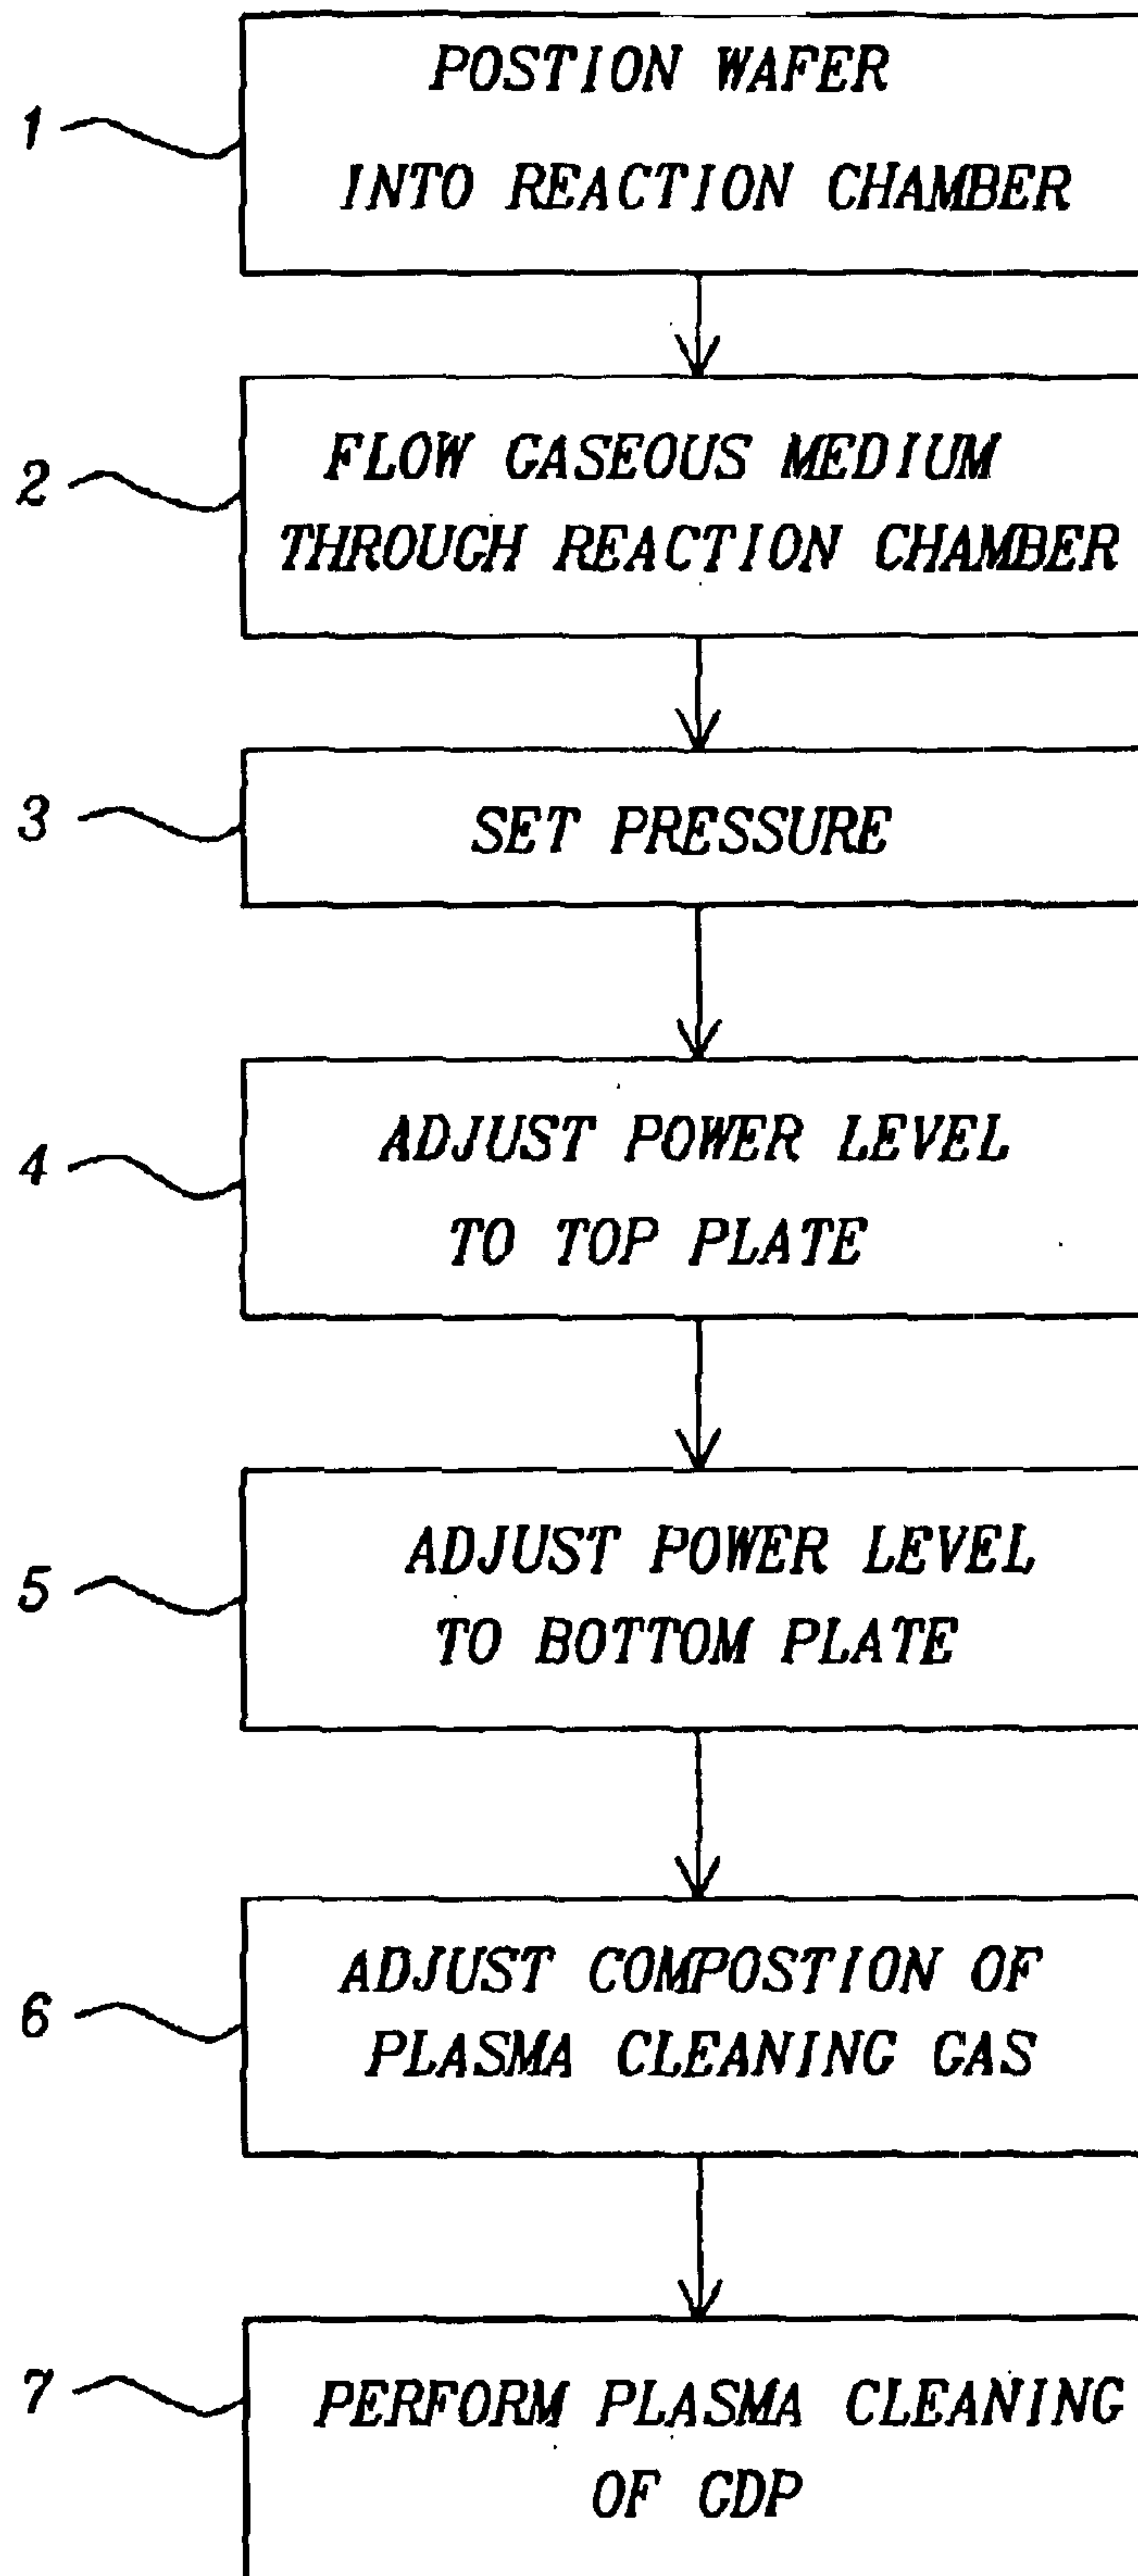 1
POSTION WAFER
INTO REACTION CHAMBER
2
FLOW GASEOUS MEDIUM
THROUGH REACTION CHAMBER
3
SET PRESSURE
4
ADJUST POWER LEVEL
TO TOP PLATE
5
ADJUST POWER LEVEL
TO BOTTOM PLATE
6
ADJUST COMPOSTION OF
PLASMA CLEANING GAS
7
PERFORM PLASMA CLEANING
OF GDP